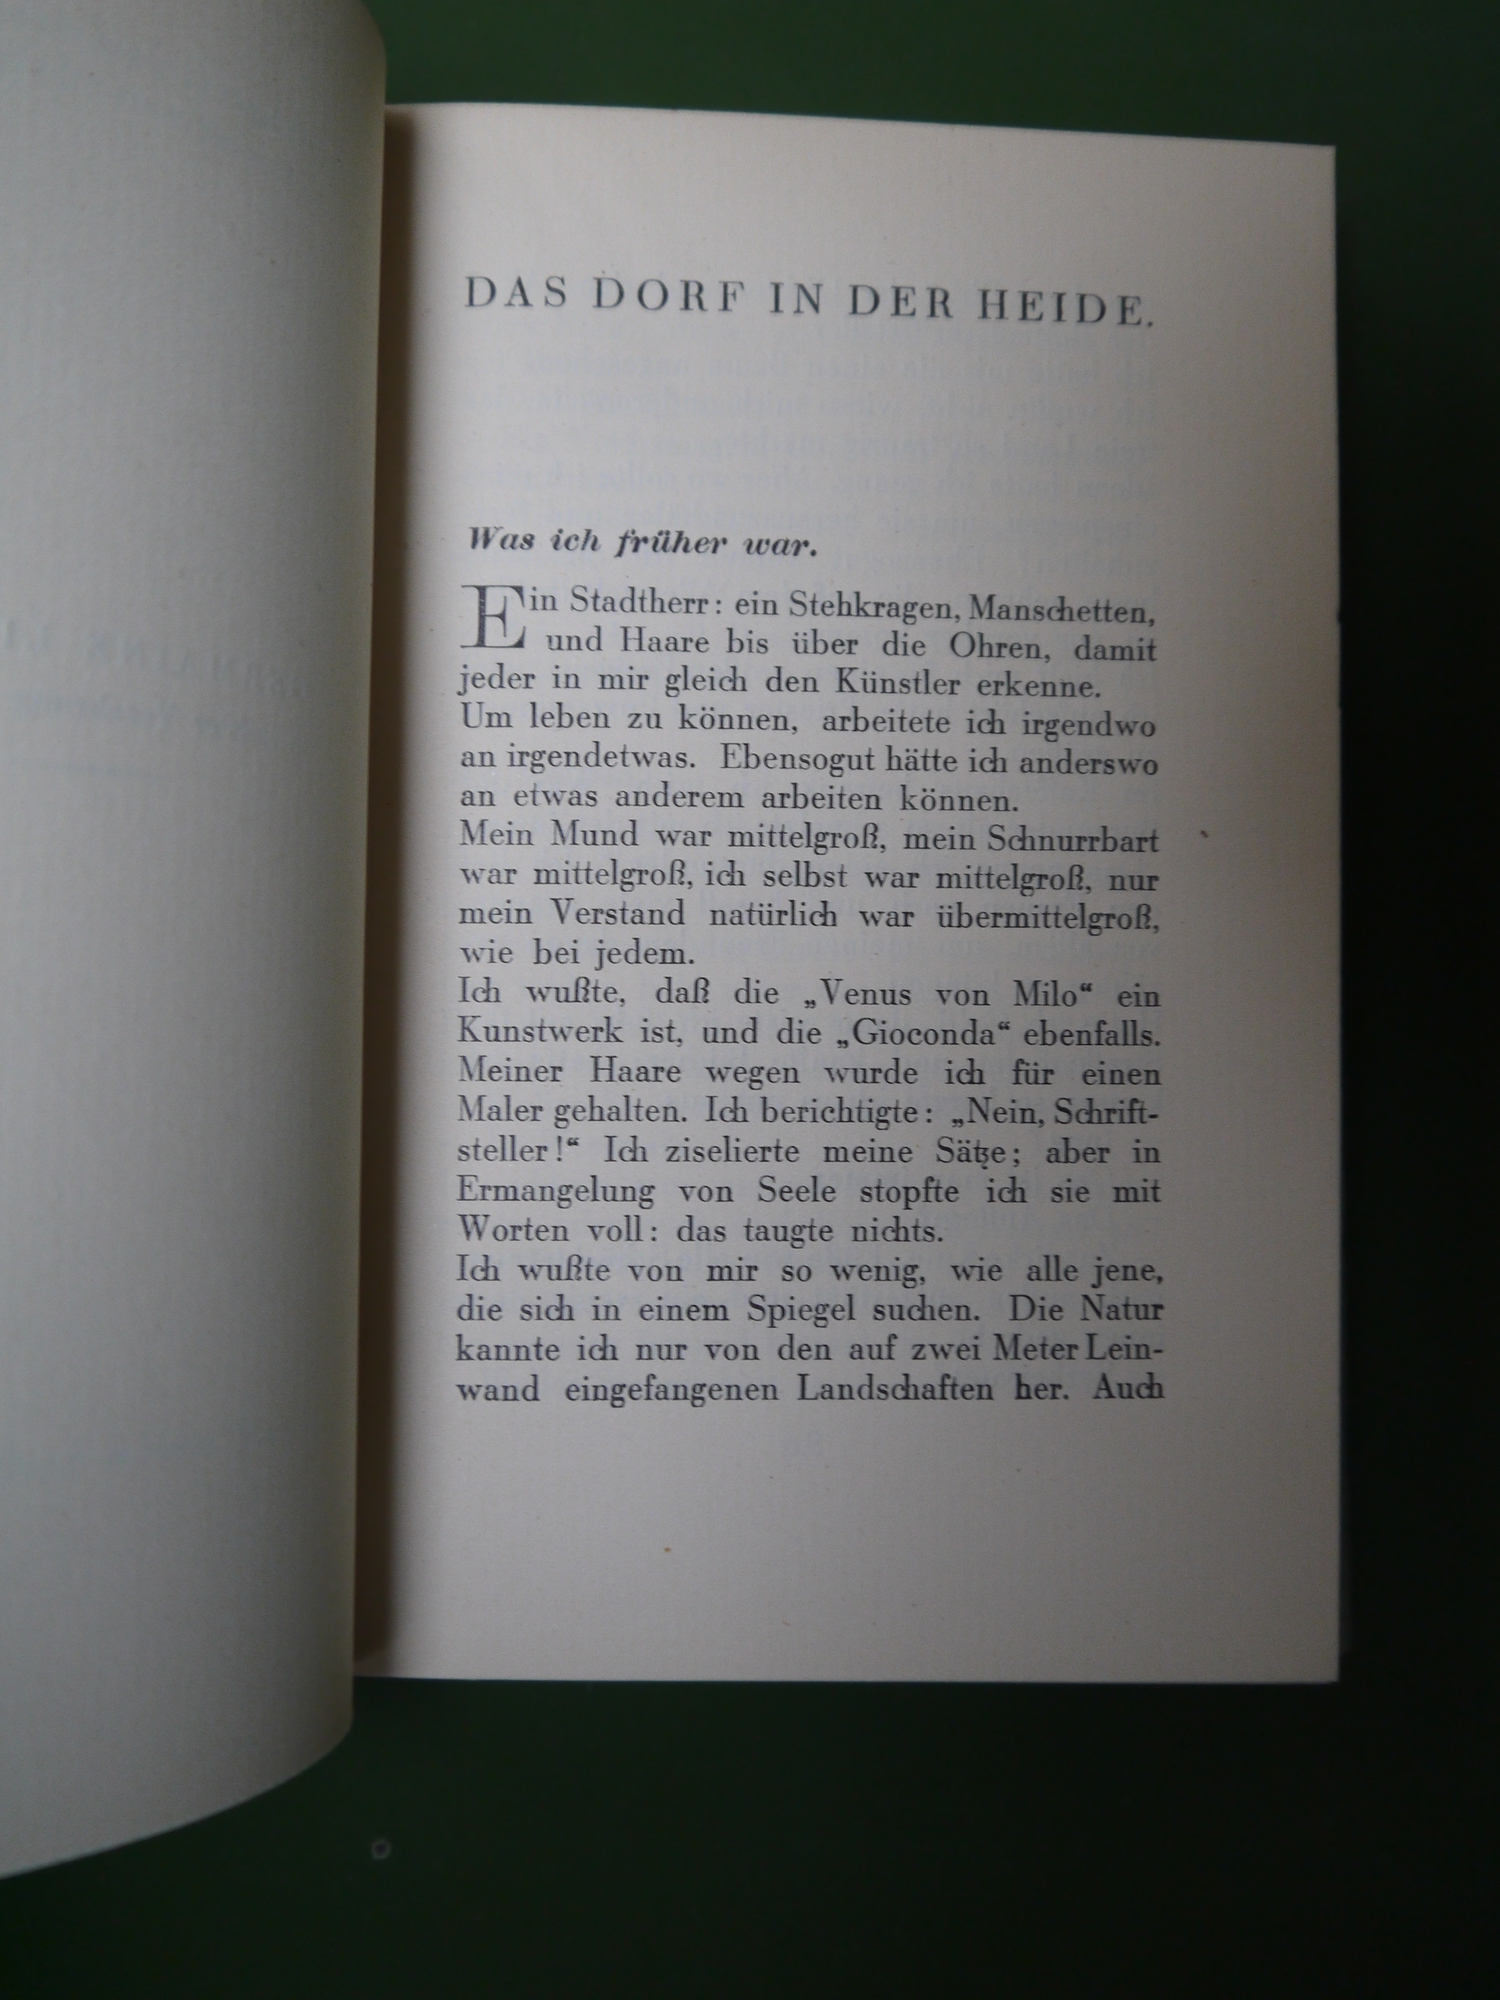 DAS DORF IN DER HEIDE.
Was ich früher war.
Ein Stadtherr: ein Stehkragen, Manschetten,
und Haare bis über die Ohren, damit
jeder in mir gleich den Künstler erkenne.
Um leben zu können, arbeitete ich irgendwo
an irgendetwas. Ebensogut hätte ich anderswo
an etwas anderem arbeiten können.
Mein Mund war mittelgroß, mein Schnurrbart
war mittelgroß, ich selbst war mittelgroß, nur
mein Verstand natürlich war übermittelgroß,
wie bei jedem.
Ich wußte, daß die „Venus von Milo“ ein
Kunstwerk ist, und die „Gioconda“ ebenfalls.
Meiner Haare wegen wurde ich für einen
Maler gehalten. Ich berichtigte: „Nein, Schrift-
steller!“ Ich ziselierte meine Sätze; aber in
Ermangelung von Seele stopfte ich sie mit
Worten voll: das taugte nichts.
Ich wußte von mir so wenig, wie alle jene,
die sich in einem Spiegel suchen. Die Natur
kannte ich nur von den auf zwei Meter Lein-
wand eingefangenen Landschaften her. Auch